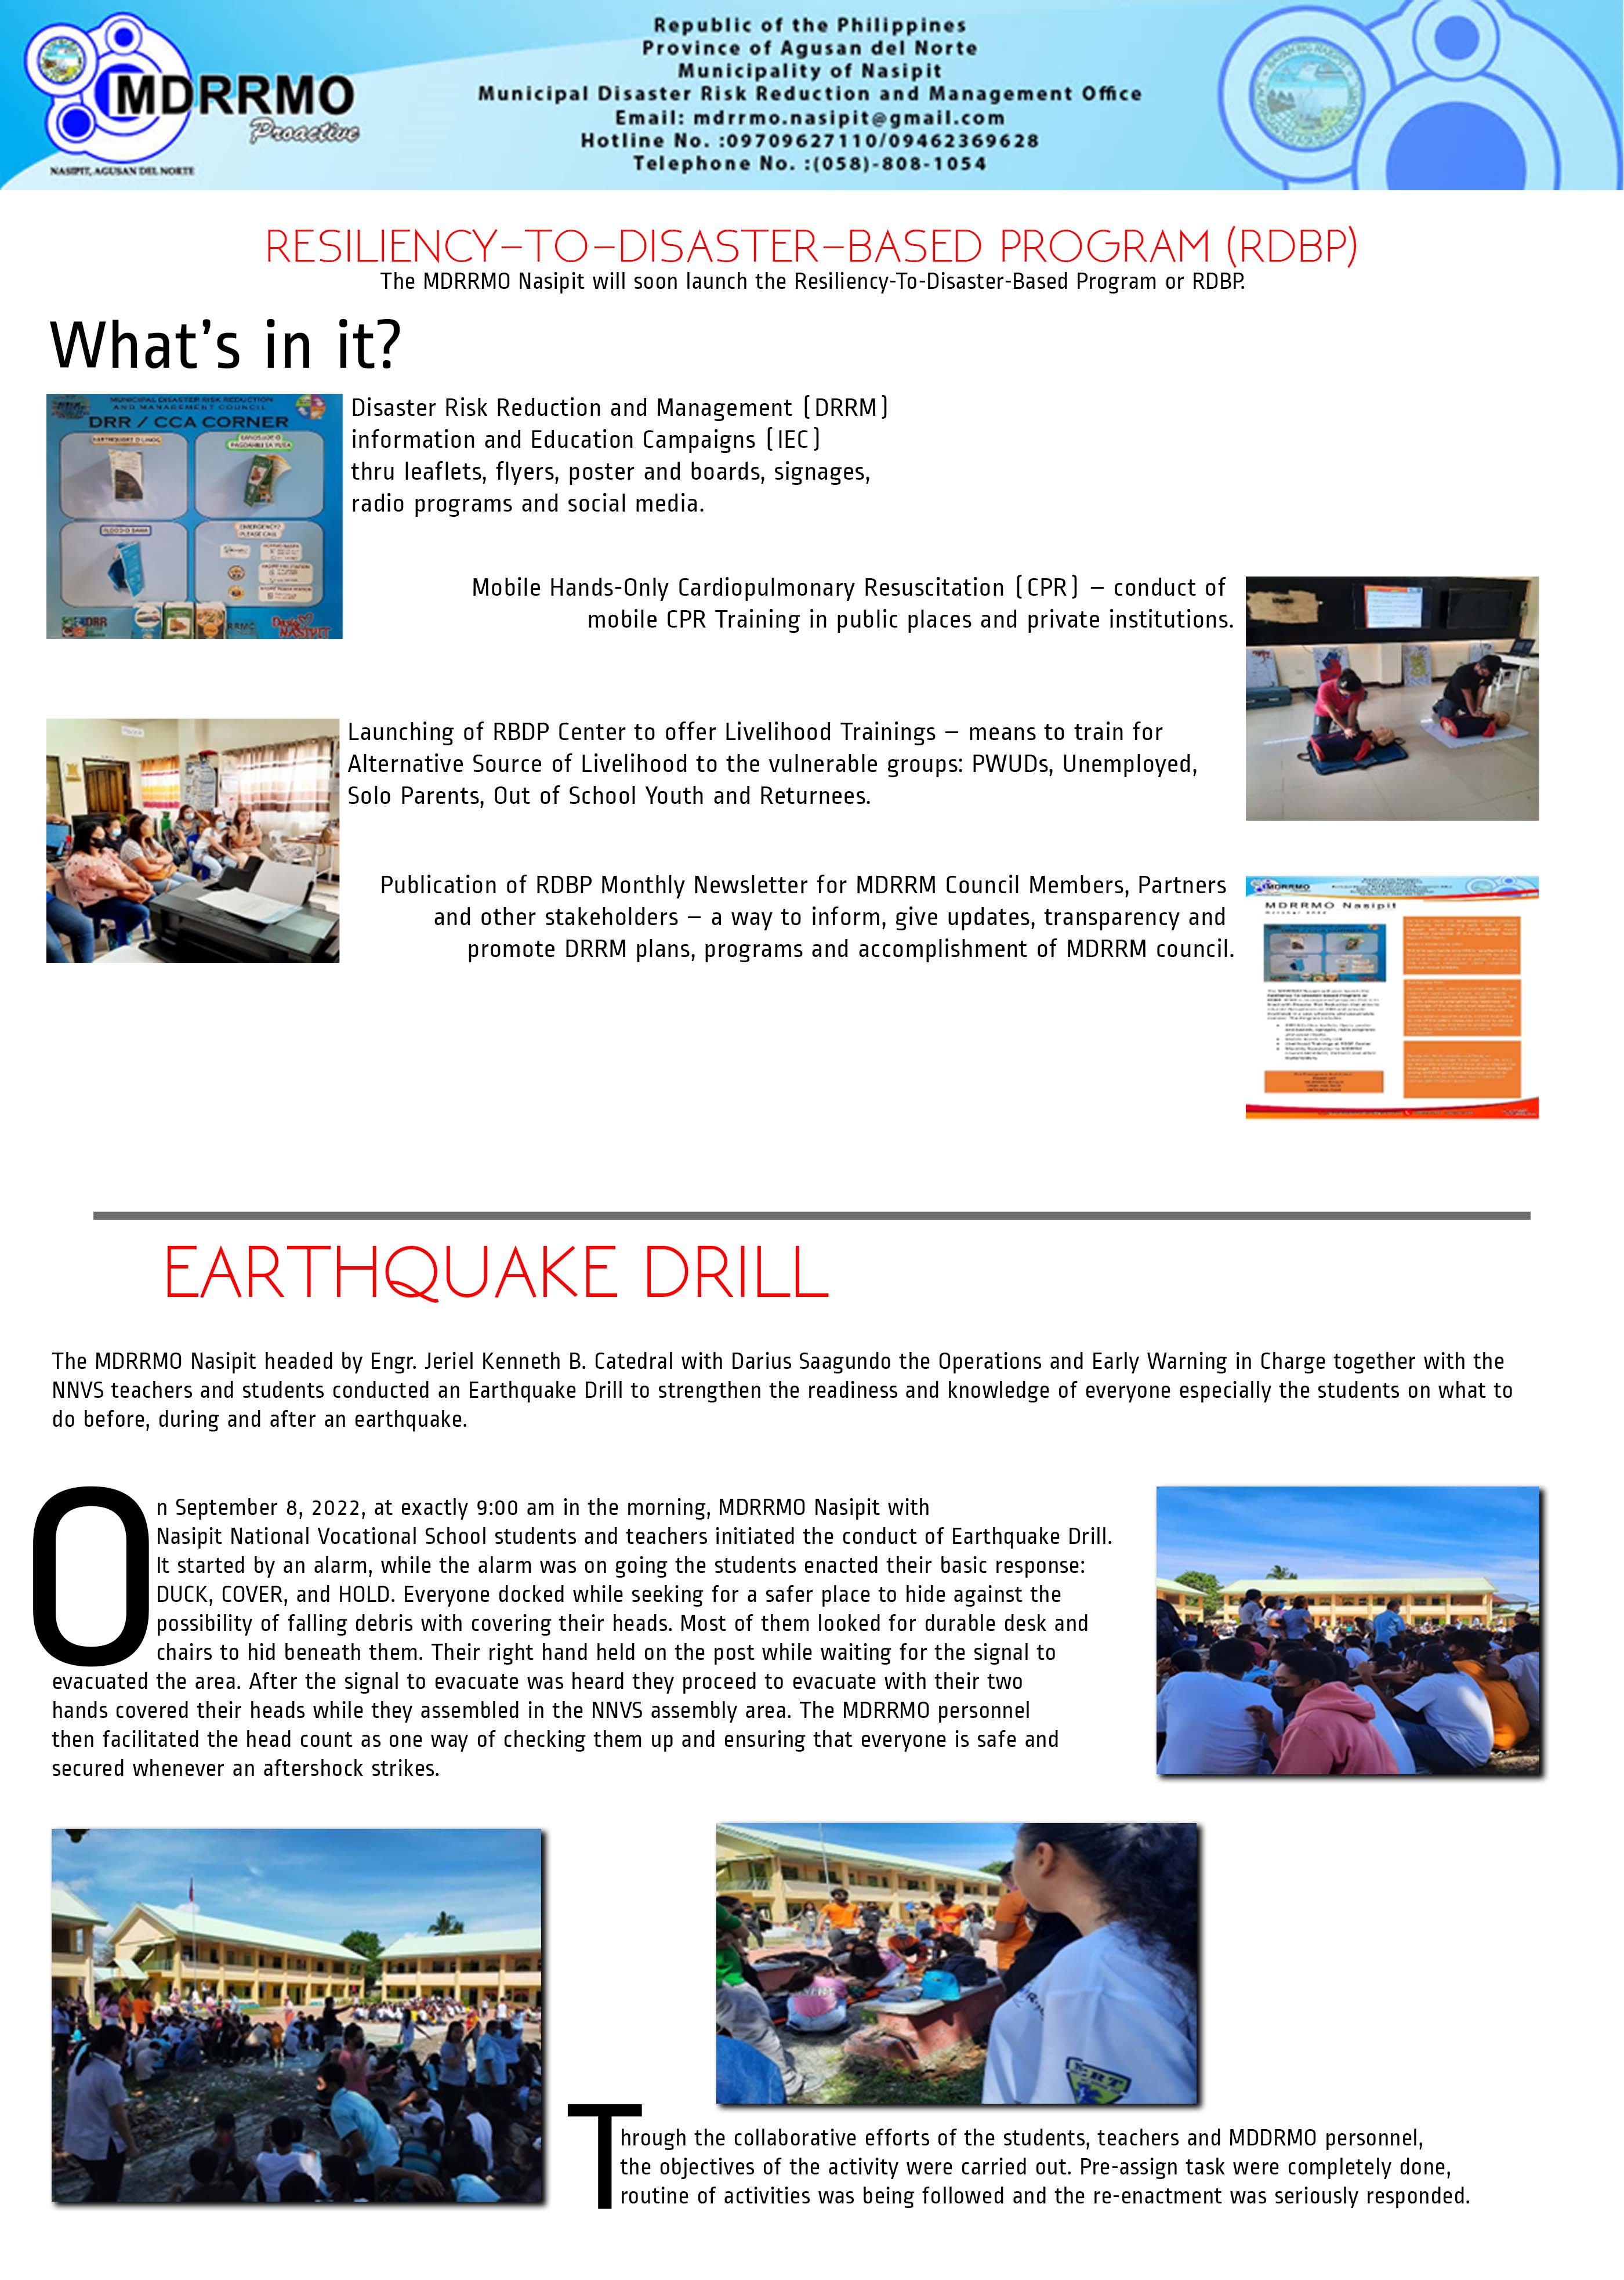 MDRRMO
Proactive
NASIPIT, AGUSAN DEL NORTE
Republic of the Philippines
Province of Agusan del Norte
Municipality of Nasipit
Municipal Disaster Risk Reduction and Management Office
Email: mdrrmo.nasipit@gmail.com
Hotline No. :09709627110/09462369628
Telephone No. :(058)-808-1054
RESILIENCY-TO-DISASTER-BASED PROGRAM (RDBP)
The MDRRMO Nasipit will soon launch the Resiliency-To-Disaster-Based Program or RDBP.
What's in it?
MUNICIPAL DISASTER RISK REDUCTION
AND MANAGEMENT COUNCIL
DRR / CCA CORNER
EMERGENCY?
PLEASE CALL
Disaster Risk Reduction and Management (DRRM)
information and Education Campaigns (IEC)
thru leaflets, flyers, poster and boards, signages,
radio programs and social media.
Mobile Hands-Only Cardiopulmonary Resuscitation (CPR) – conduct of
mobile CPR Training in public places and private institutions.
Launching of RBDP Center to offer Livelihood Trainings – means to train for
Alternative Source of Livelihood to the vulnerable groups: PWUDs, Unemployed,
Solo Parents, Out of School Youth and Returnees.
Publication of RDBP Monthly Newsletter for MDRRM Council Members, Partners
and other stakeholders – a way to inform, give updates, transparency and
promote DRRM plans, programs and accomplishment of MDRRM council.
MDRRMO
MDRRMO Nasipit
October 2022
EARTHQUAKE DRILL
The MDRRMO Nasipit headed by Engr. Jeriel Kenneth B. Catedral with Darius Saagundo the Operations and Early Warning in Charge together with the
NNVS teachers and students conducted an Earthquake Drill to strengthen the readiness and knowledge of everyone especially the students on what to
do before, during and after an earthquake.
On September 8, 2022, at exactly 9:00 am in the morning, MDRRMO Nasipit with
Nasipit National Vocational School students and teachers initiated the conduct of Earthquake Drill.
It started by an alarm, while the alarm was on going the students enacted their basic response:
DUCK, COVER, and HOLD. Everyone docked while seeking for a safer place to hide against the
possibility of falling debris with covering their heads. Most of them looked for durable desk and
chairs to hid beneath them. Their right hand held on the post while waiting for the signal to
evacuated the area. After the signal to evacuate was heard they proceed to evacuate with their two
hands covered their heads while they assembled in the NNVS assembly area. The MDRRMO personnel
then facilitated the head count as one way of checking them up and ensuring that everyone is safe and
secured whenever an aftershock strikes.
Through the collaborative efforts of the students, teachers and MDDRMO personnel,
the objectives of the activity were carried out. Pre-assign task were completely done,
routine of activities was being followed and the re-enactment was seriously responded.